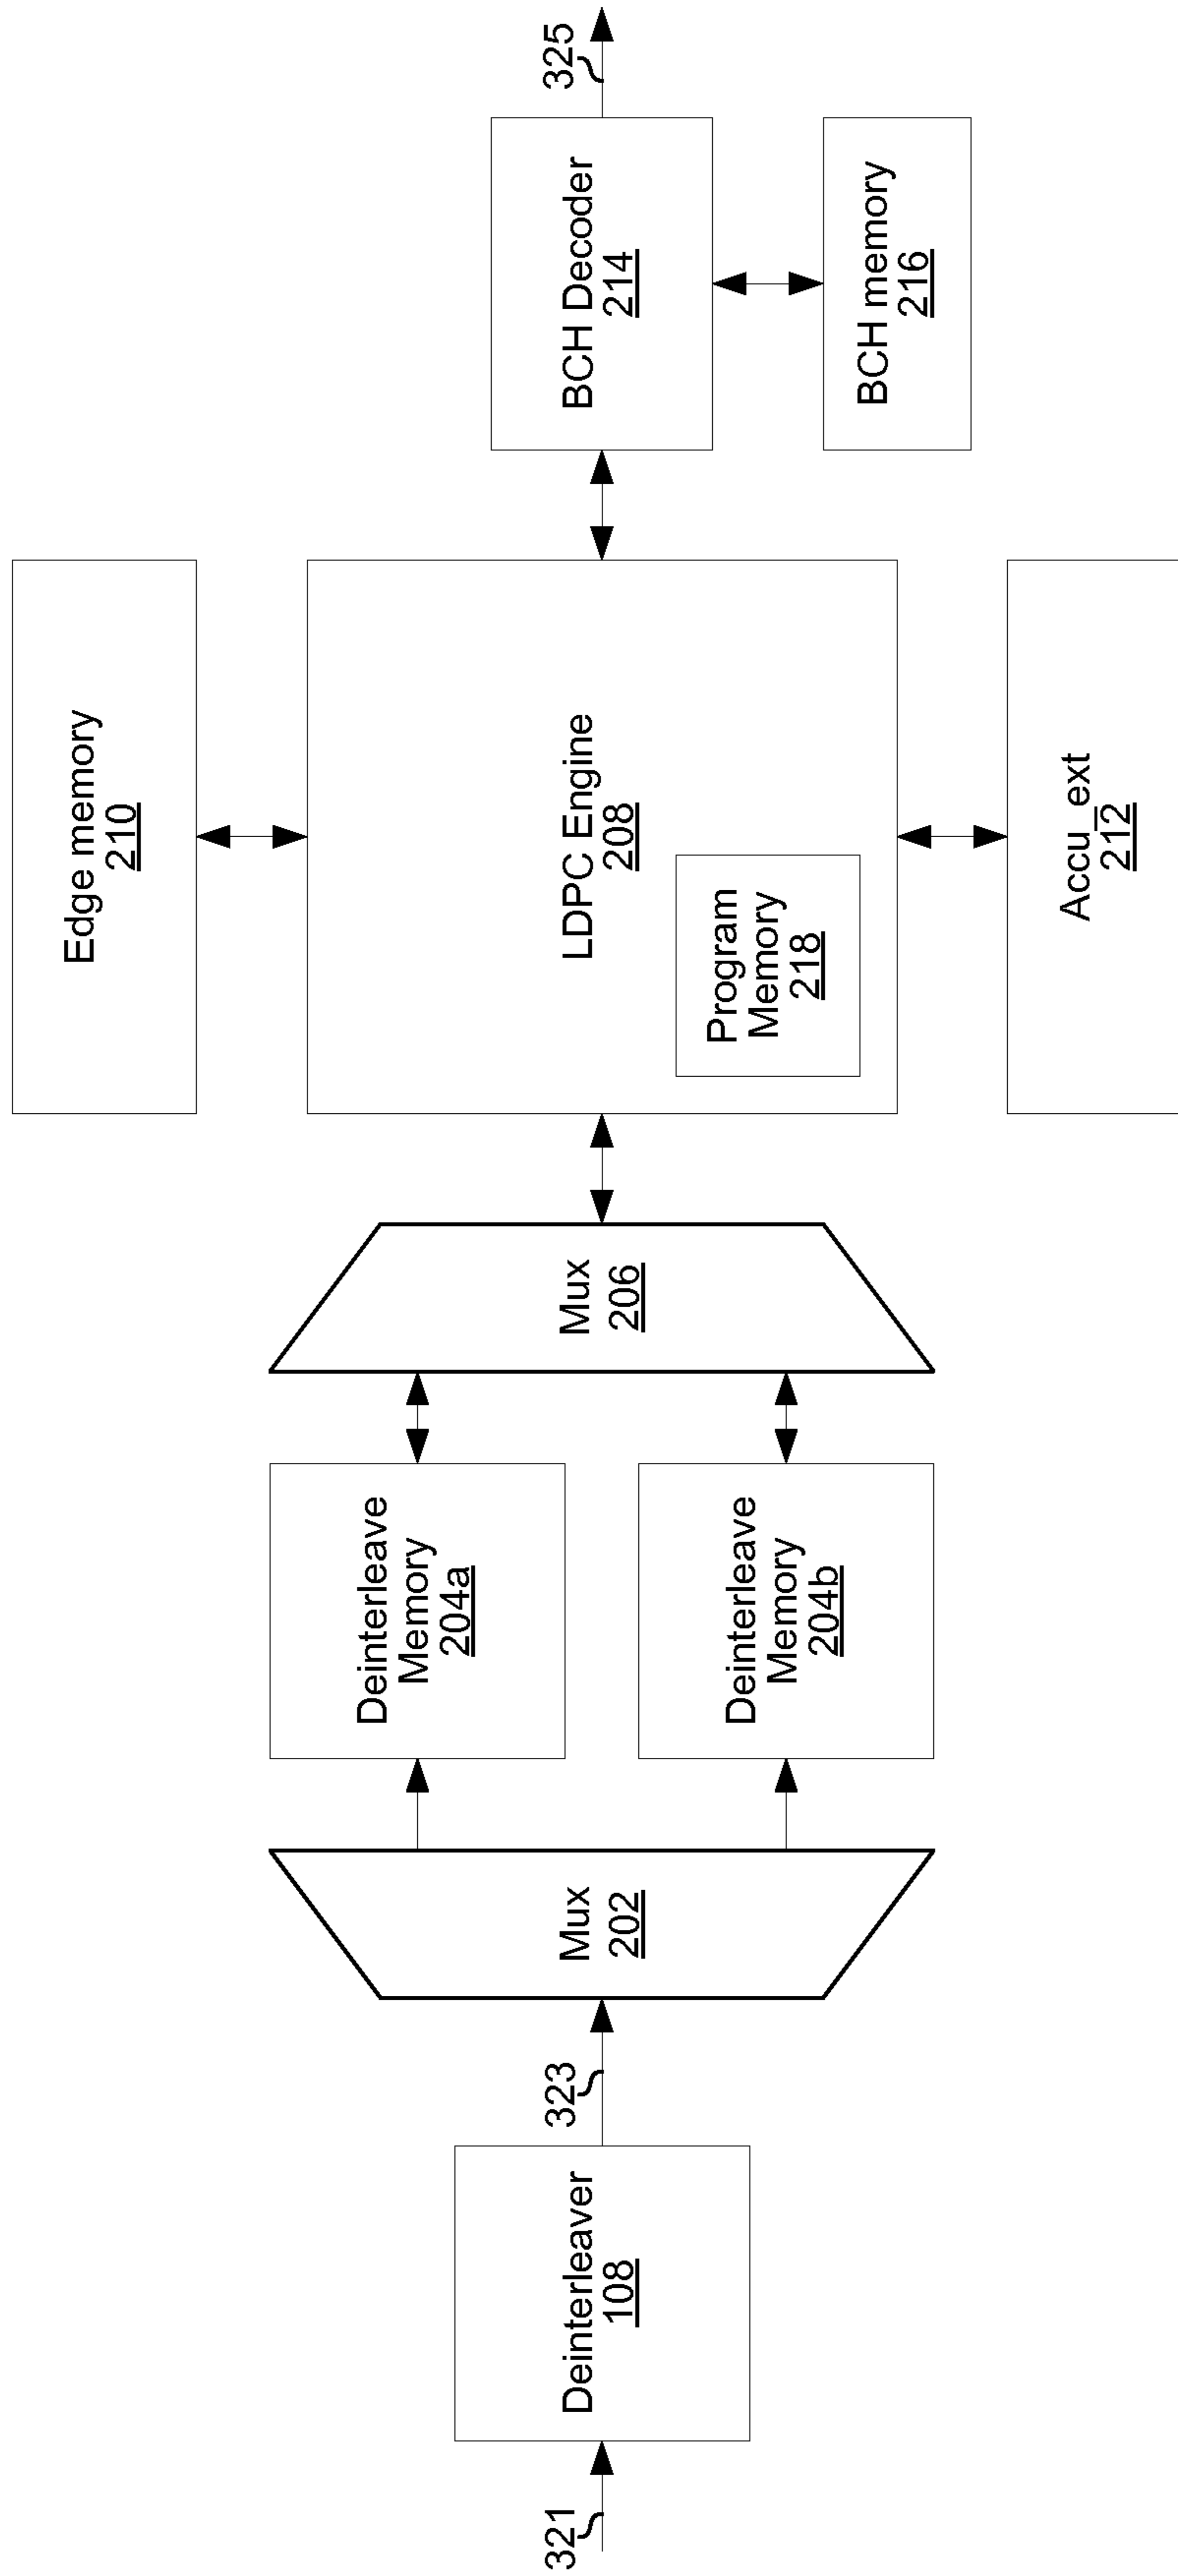 321
Deinterleaver
108
323
Mux
202
Deinterleave
Memory
204a
Deinterleave
Memory
204b
Mux
206
Edge memory
210
LDPC Engine
208
Program
Memory
218
Accu_ext
212
BCH Decoder
214
BCH memory
216
325